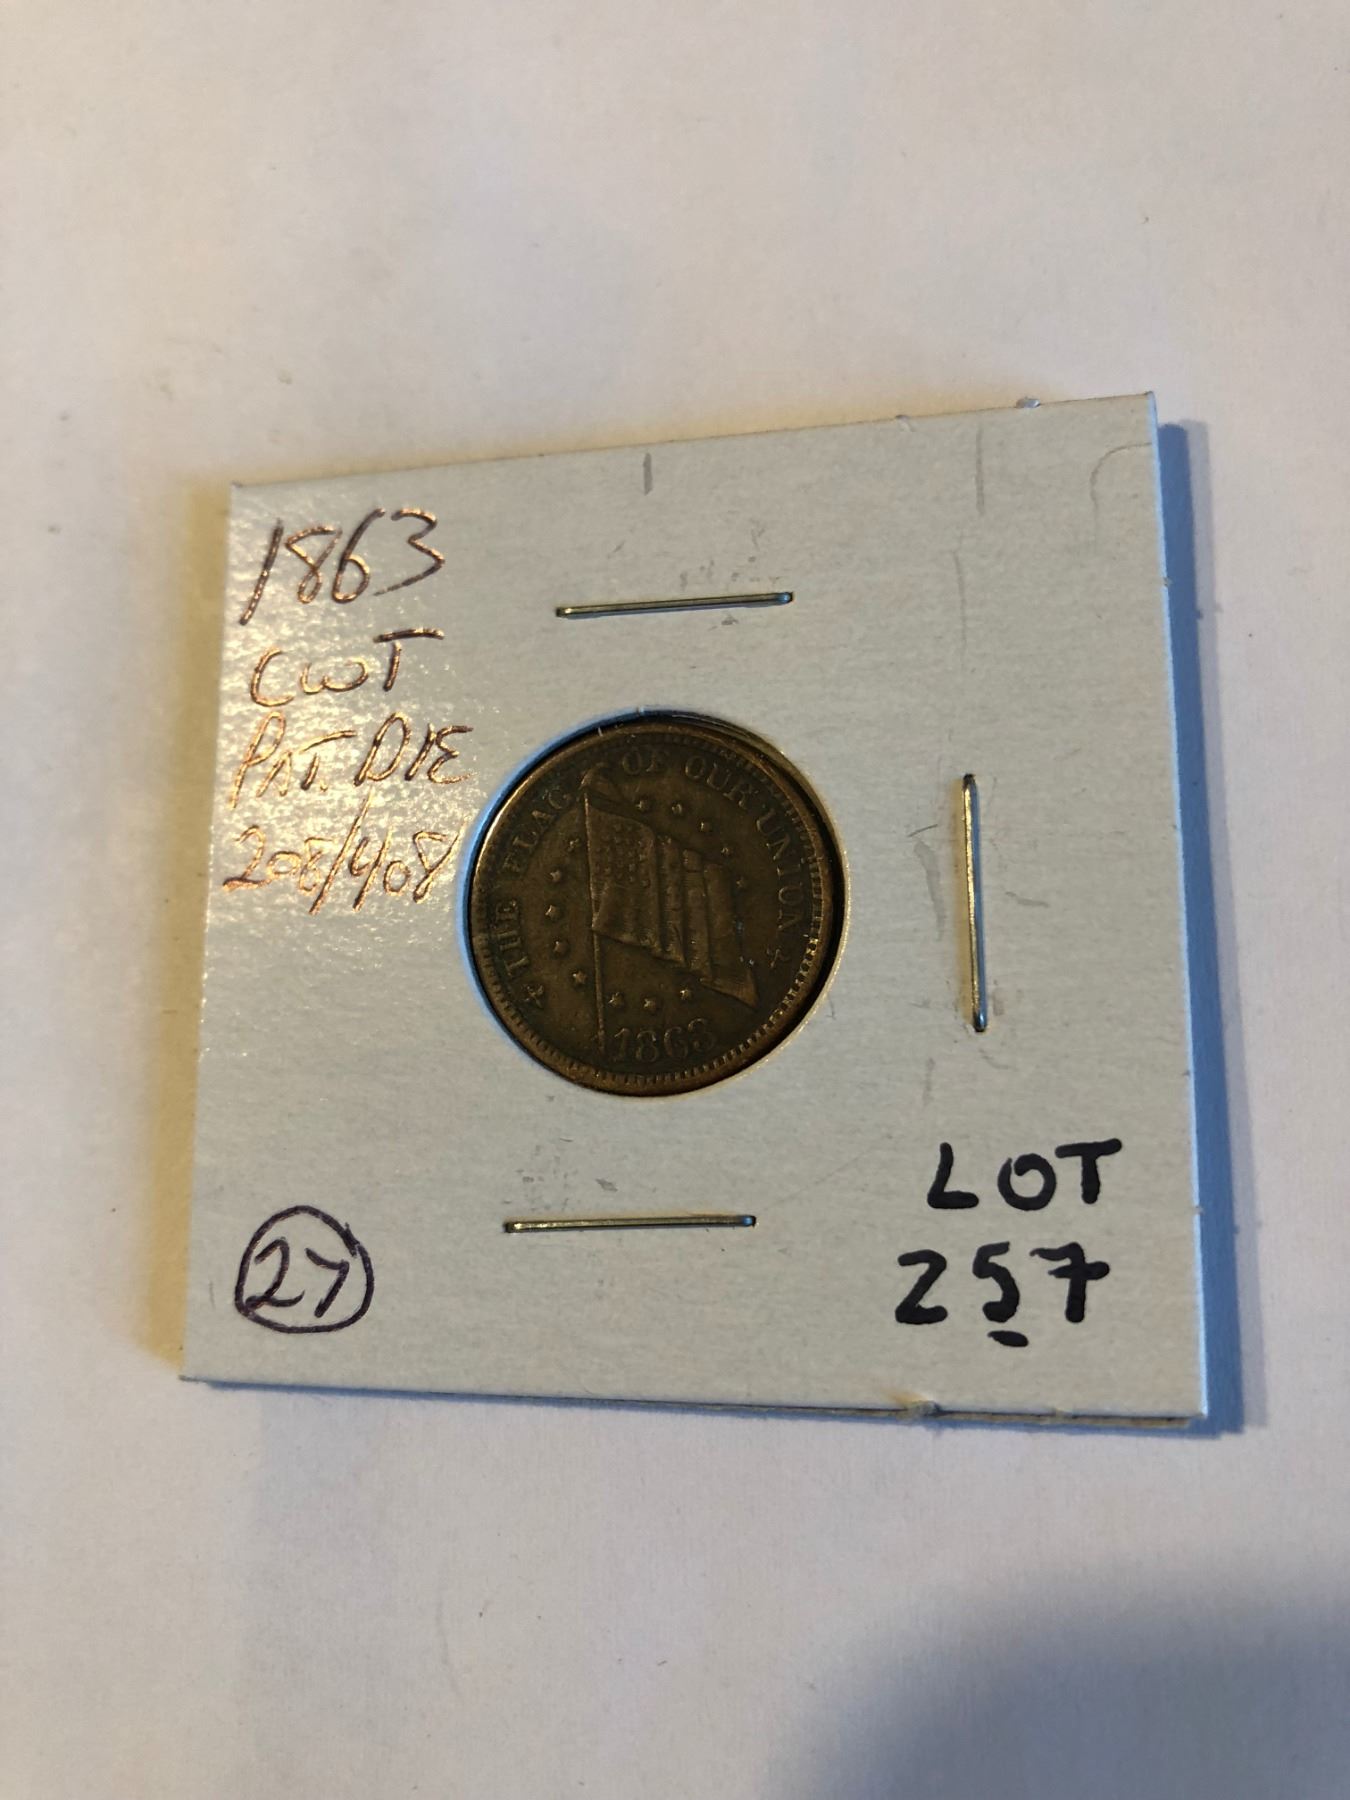 1863
CWT
PAT. DIE
208/408
THE FLAG OF OUR UNION
1863
27
LOT
257